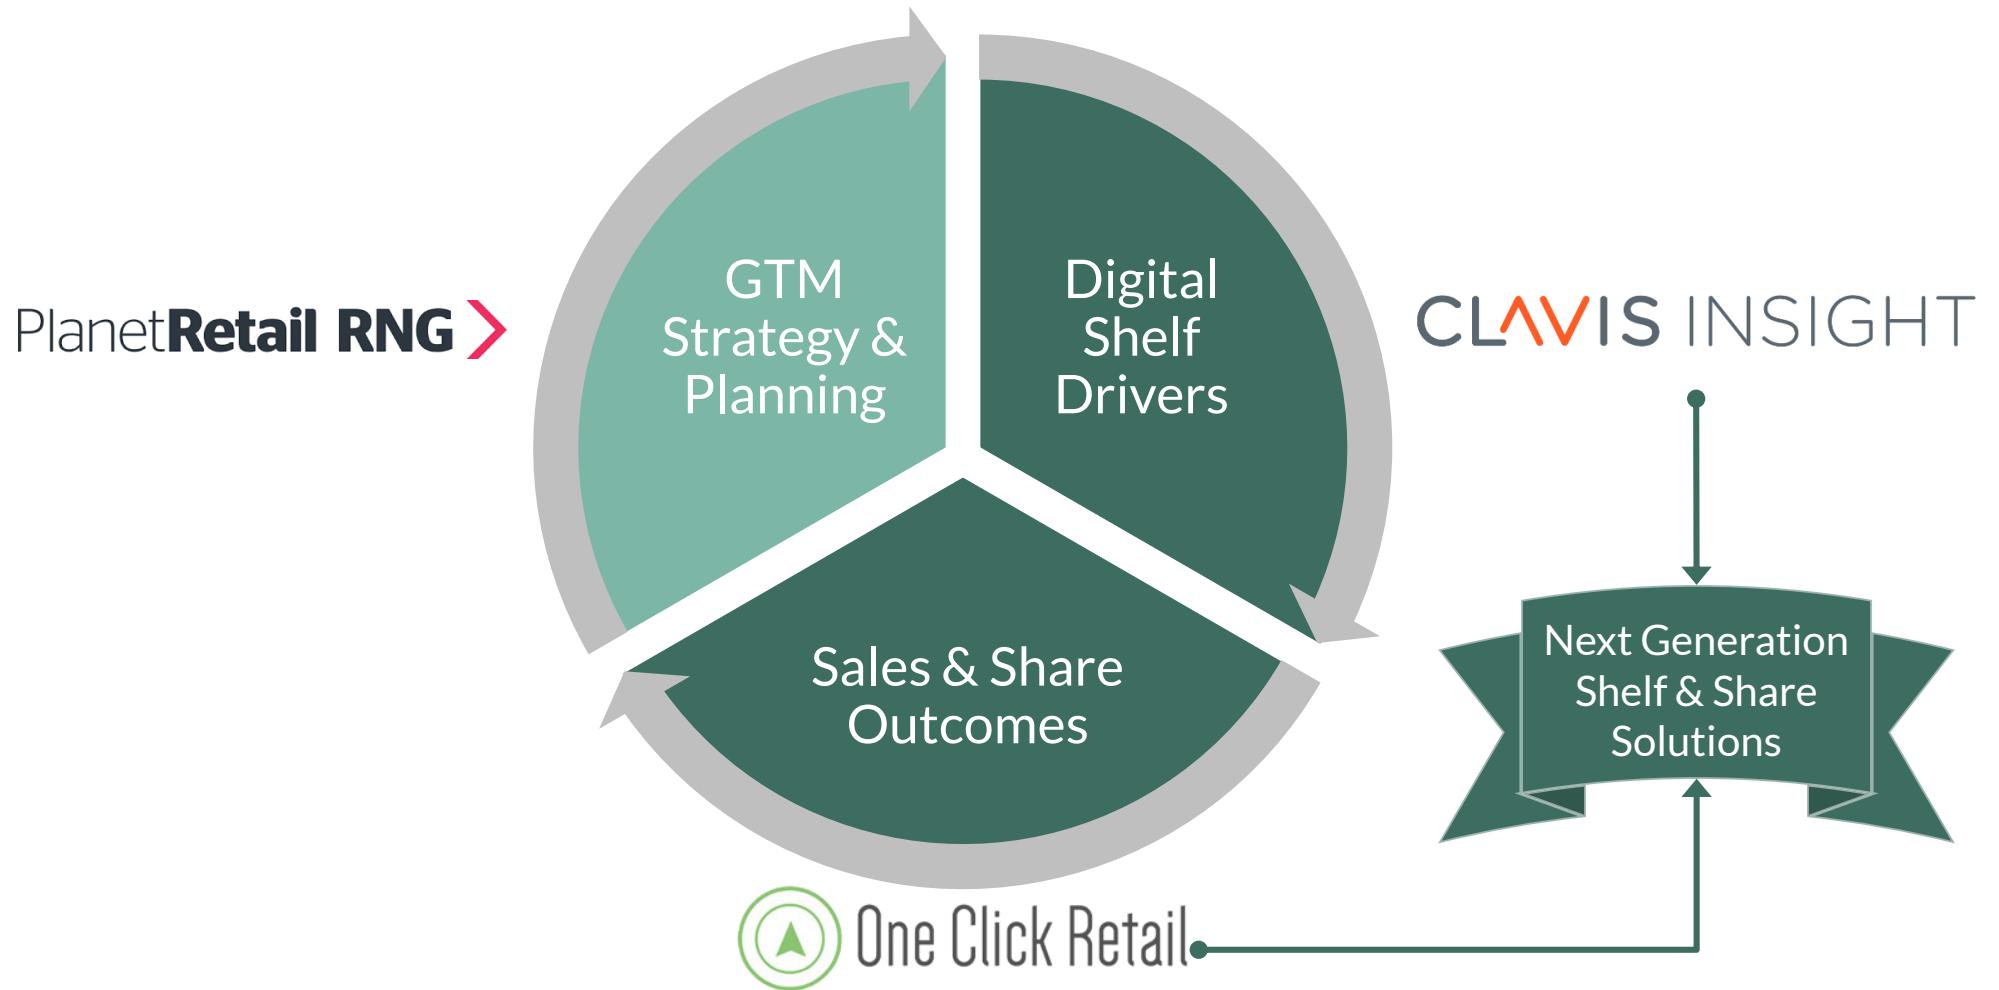 GTM
Strategy &
Planning
Digital
Shelf
Drivers
PlanetRetail RNG
CLAVIS INSIGHT
Sales & Share
Outcomes
Next Generation
Shelf & Share
Solutions
One Click Retail